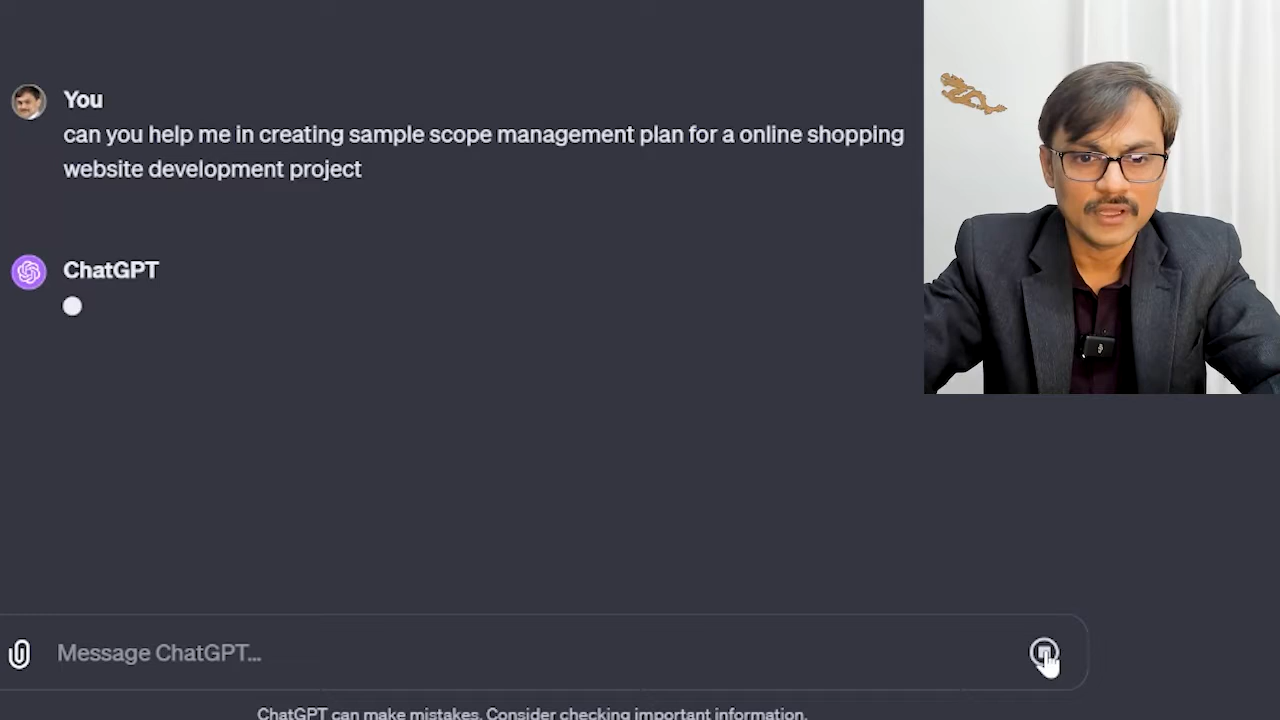 You
can you help me in creating sample scope management plan for a online shopping
website development project
ChatGPT
Message ChatGPT...
ChatGPT can make mistakes. Consider checking important information.